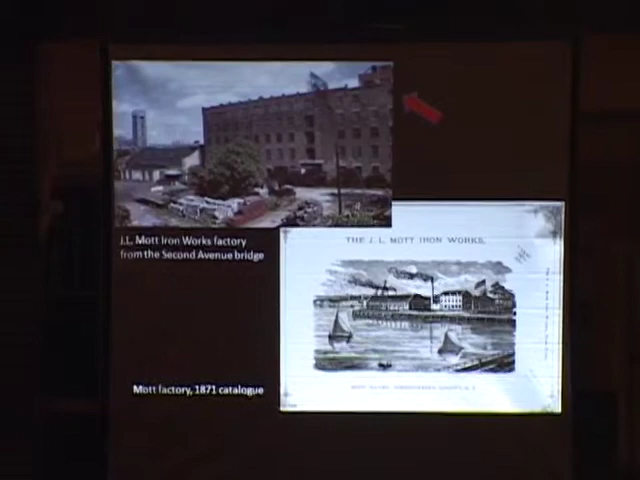 J.L. Mott Iron Works factory
from the Second Avenue bridge
THE J. L. MOTT IRON WORKS,
Mott factory, 1871 catalogue